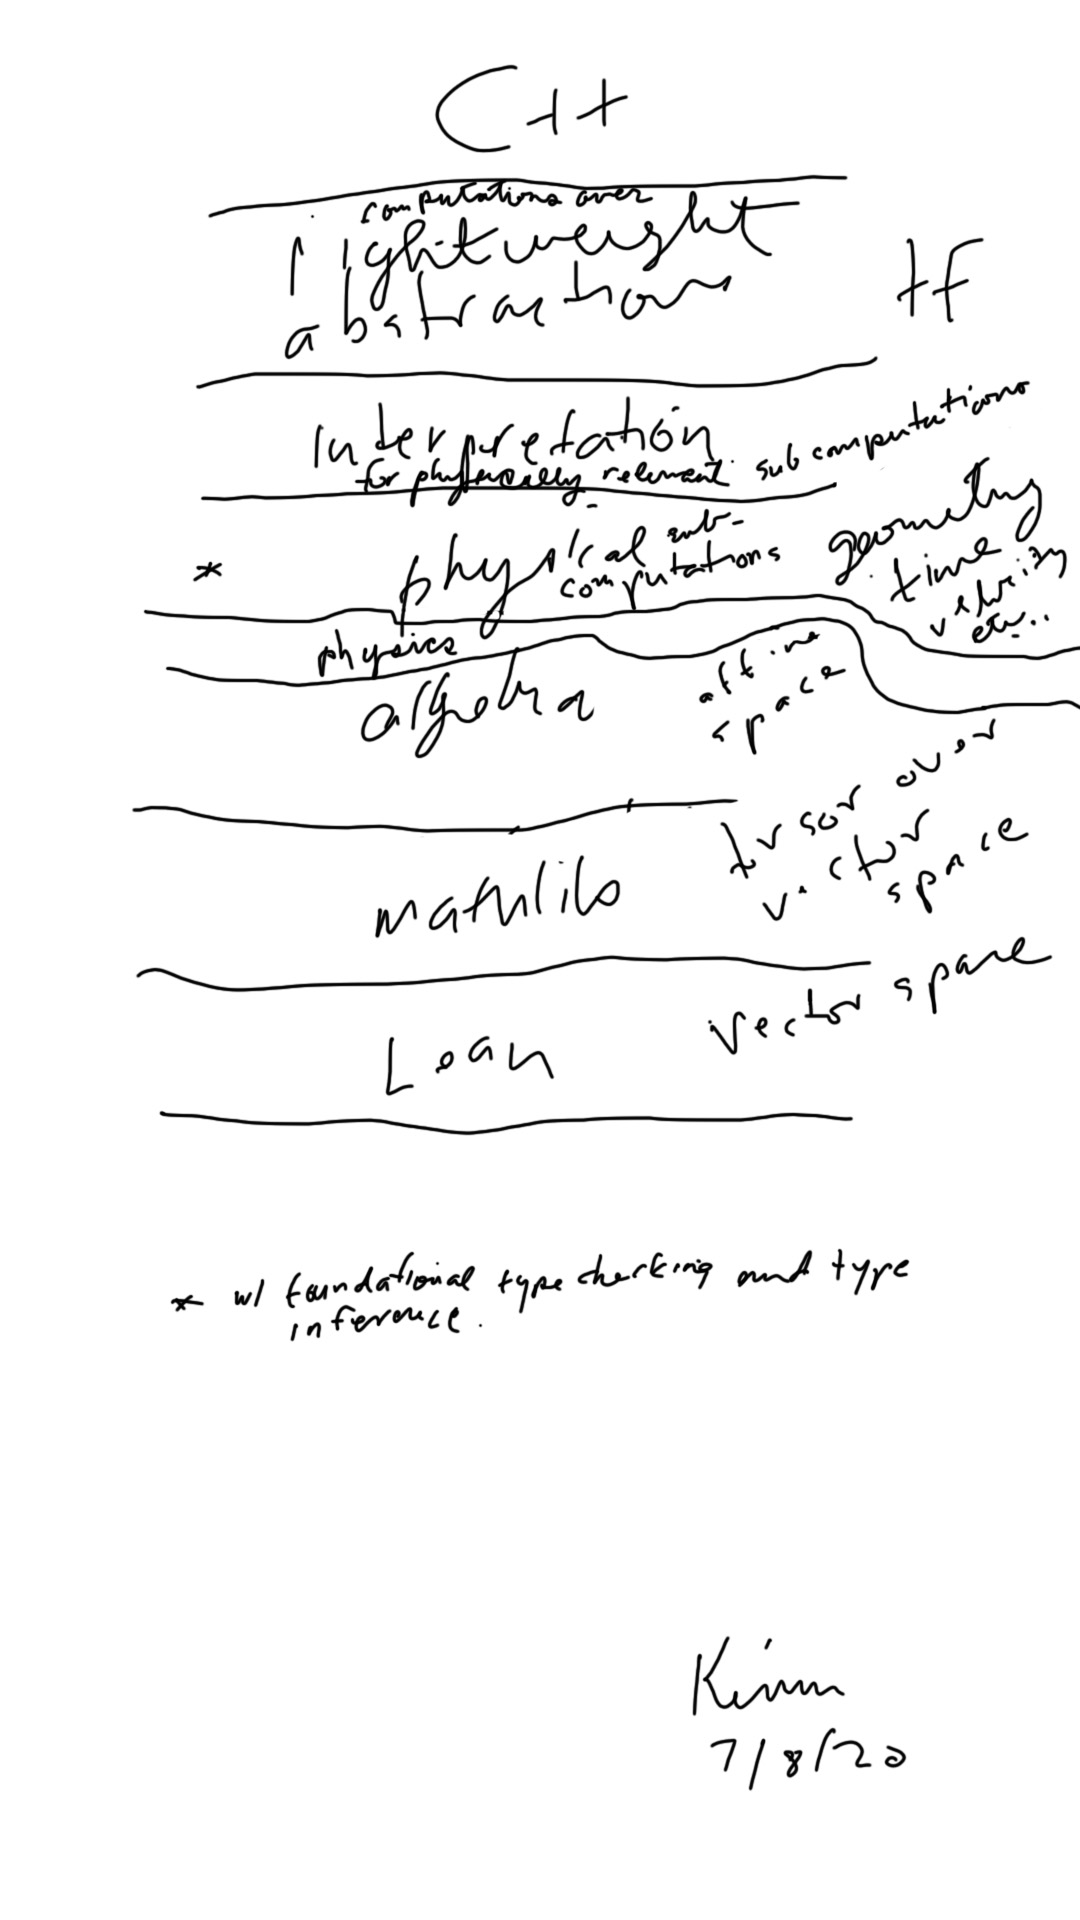 C++
computations over
lightweight
abstractions
tf
Interpretation
for physically relevant sub computations
* physical sub-
computations
geometry
time
velocity
etc..
physics
algebra
affine
space
torsor over
vector
space
mathlib
vector space
Lean
* w/ foundational type checking and type
inference.
Kevin
7/8/20